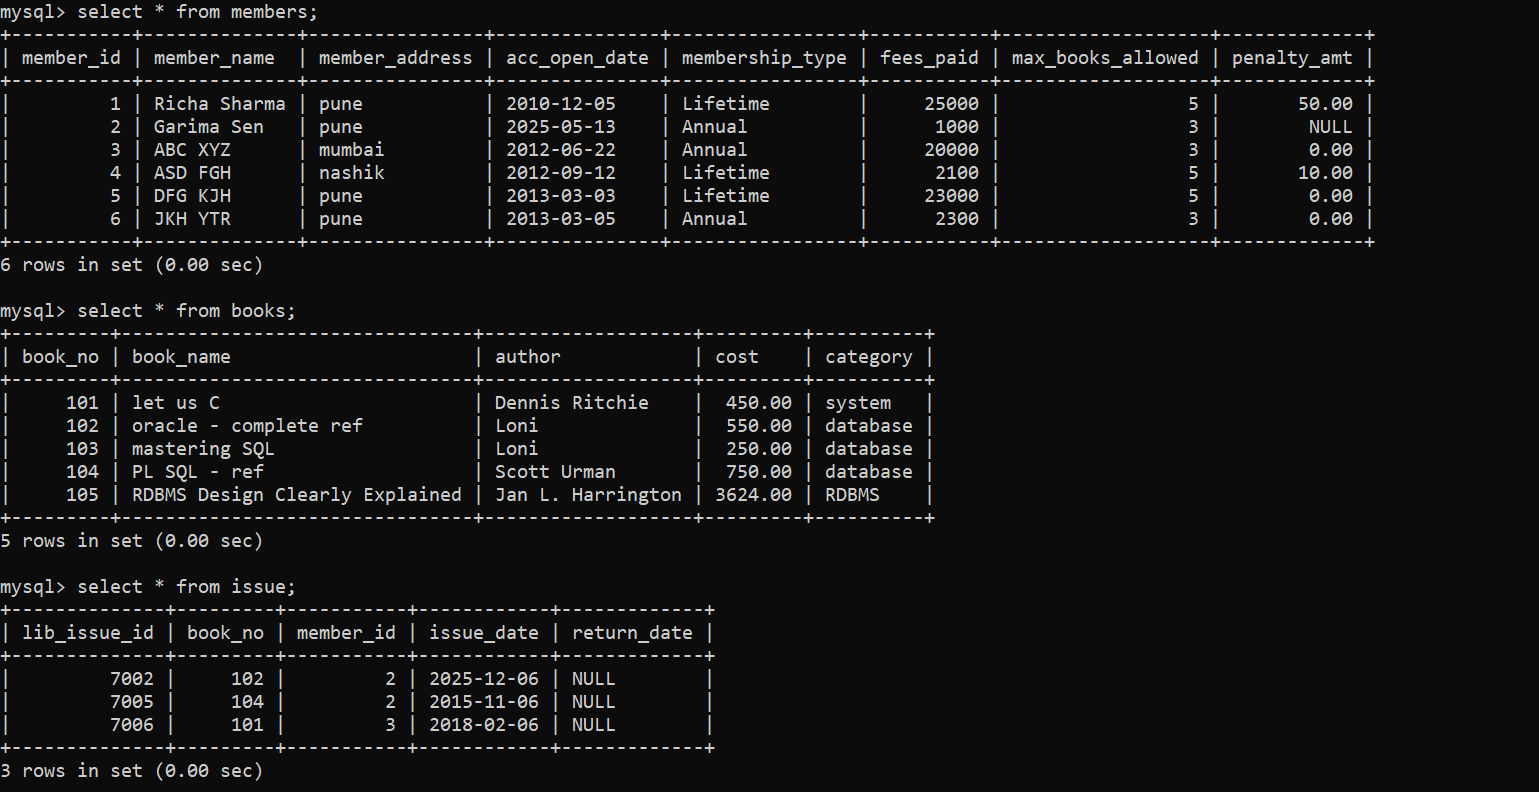 mysql> select * from members;
+-----------+--------------+----------------+---------------+-----------------+-----------+-------------------+-------------+
| member_id | member_name  | member_address | acc_open_date | membership_type | fees_paid | max_books_allowed | penalty_amt |
+-----------+--------------+----------------+---------------+-----------------+-----------+-------------------+-------------+
|         1 | Richa Sharma | pune           | 2010-12-05    | Lifetime        |     25000 |                 5 |       50.00 |
|         2 | Garima Sen   | pune           | 2025-05-13    | Annual          |      1000 |                 3 |        NULL |
|         3 | ABC XYZ      | mumbai         | 2012-06-22    | Annual          |     20000 |                 3 |        0.00 |
|         4 | ASD FGH      | nashik         | 2012-09-12    | Lifetime        |      2100 |                 5 |       10.00 |
|         5 | DFG KJH      | pune           | 2013-03-03    | Lifetime        |     23000 |                 5 |        0.00 |
|         6 | JKH YTR      | pune           | 2013-03-05    | Annual          |      2300 |                 3 |        0.00 |
+-----------+--------------+----------------+---------------+-----------------+-----------+-------------------+-------------+
6 rows in set (0.00 sec)

mysql> select * from books;
+---------+--------------------------------+-------------------+---------+----------+
| book_no | book_name                      | author            | cost    | category |
+---------+--------------------------------+-------------------+---------+----------+
|     101 | let us C                       | Dennis Ritchie    |  450.00 | system   |
|     102 | oracle - complete ref          | Loni              |  550.00 | database |
|     103 | mastering SQL                  | Loni              |  250.00 | database |
|     104 | PL SQL - ref                   | Scott Urman       |  750.00 | database |
|     105 | RDBMS Design Clearly Explained | Jan L. Harrington | 3624.00 | RDBMS    |
+---------+--------------------------------+-------------------+---------+----------+
5 rows in set (0.00 sec)

mysql> select * from issue;
+--------------+---------+-----------+------------+-------------+
| lib_issue_id | book_no | member_id | issue_date | return_date |
+--------------+---------+-----------+------------+-------------+
|         7002 |     102 |         2 | 2025-12-06 | NULL        |
|         7005 |     104 |         2 | 2015-11-06 | NULL        |
|         7006 |     101 |         3 | 2018-02-06 | NULL        |
+--------------+---------+-----------+------------+-------------+
3 rows in set (0.00 sec)